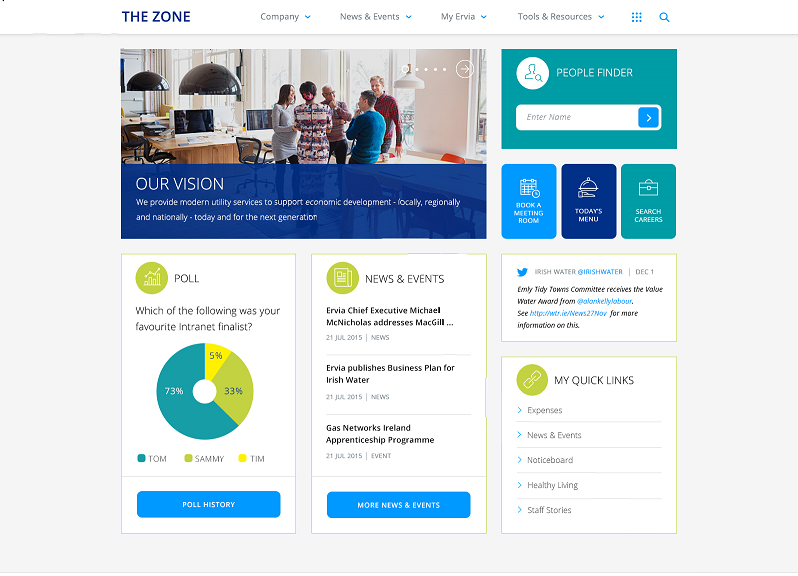 THE ZONE
Company
News & Events
My Ervia
Tools & Resources
OUR VISION
We provide modern utility services to support economic development - locally, regionally
and nationally - today and for the next generation
PEOPLE FINDER
Enter Name
BOOK A
MEETING
ROOM
TODAY'S
MENU
SEARCH
CAREERS
POLL
Which of the following was your
favourite Intranet finalist?
5%
73%
33%
TOM
SAMMY
TIM
POLL HISTORY
NEWS & EVENTS
Ervia Chief Executive Michael
McNicholas addresses MacGill ...
21 JUL 2015 | NEWS
Ervia publishes Business Plan for
Irish Water
21 JUL 2015 | NEWS
Gas Networks Ireland
Apprenticeship Programme
21 JUL 2015 | EVENT
MORE NEWS & EVENTS
IRISH WATER @IRISHWATER | DEC 1
Emly Tidy Towns Committee receives the Value
Water Award from @alankellylabour.
See http://wtr.ie/News27Nov for more
information on this.
MY QUICK LINKS
Expenses
News & Events
Noticeboard
Healthy Living
Staff Stories